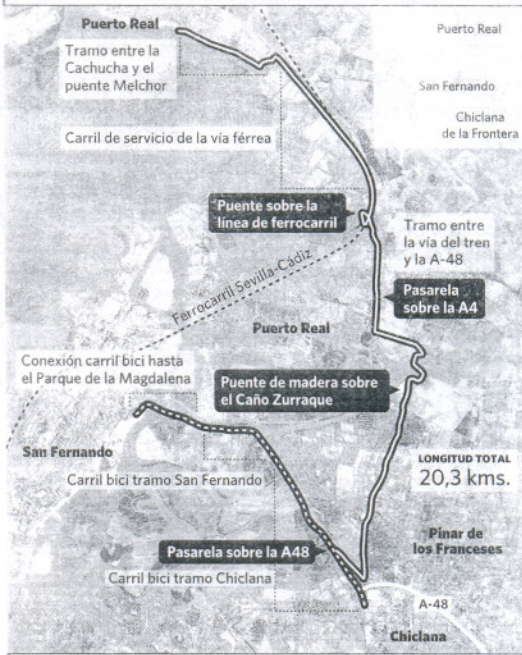 Puerto Real
Tramo entre la
Cachucha y el
puente Melchor
Puerto Real
San Fernando
Chiclana
de la Frontera
Carril de servicio de la vía férrea
Puente sobre la
línea de ferrocarril
Tramo entre
la vía del tren
y la A-48
Ferrocarril Sevilla-Cádiz
Pasarela
sobre la A4
Puerto Real
Conexión carril bici hasta
el Parque de la Magdalena
Puente de madera sobre
el Caño Zurraque
San Fernando
Carril bici tramo San Fernando
LONGITUD TOTAL
20,3 kms.
Pinar de
los Franceses
Pasarela sobre la A48
Carril bici tramo Chiclana
A-48
Chiclana